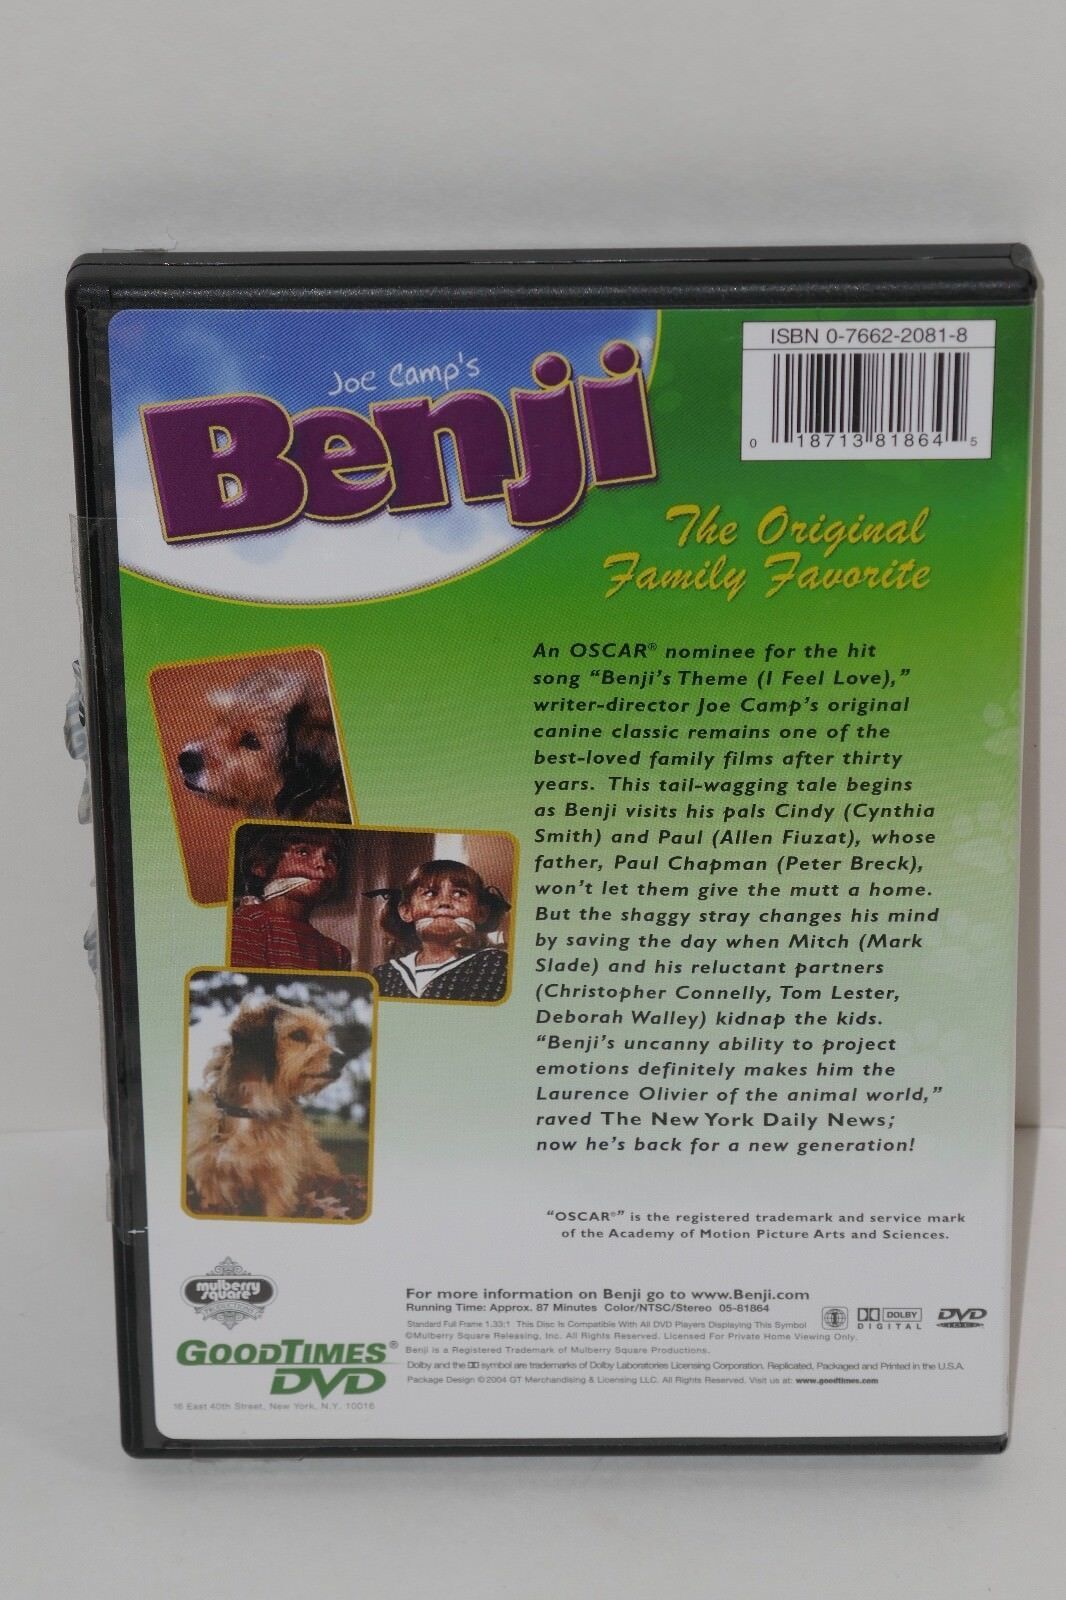 Joe Camp's
Benji®
ISBN 0-7662-2081-8
0 18713 81864 5
The Original
Family Favorite
An OSCAR® nominee for the hit
song “Benji's Theme (I Feel Love),”
writer-director Joe Camp's original
canine classic remains one of the
best-loved family films after thirty
years. This tail-wagging tale begins
as Benji visits his pals Cindy (Cynthia
Smith) and Paul (Allen Fiuzat), whose
father, Paul Chapman (Peter Breck),
won't let them give the mutt a home.
But the shaggy stray changes his mind
by saving the day when Mitch (Mark
Slade) and his reluctant partners
(Christopher Connelly, Tom Lester,
Deborah Walley) kidnap the kids.
“Benji's uncanny ability to project
emotions definitely makes him the
Laurence Olivier of the animal world,”
raved The New York Daily News;
now he's back for a new generation!
“OSCAR®” is the registered trademark and service mark
of the Academy of Motion Picture Arts and Sciences.
mulberry
square
PRODUCTIONS
GOODTIMES®
DVD
16 East 40th Street, New York, N.Y. 10016
For more information on Benji go to www.Benji.com
Running Time: Approx. 87 Minutes Color/NTSC/Stereo 05-81864
Standard Full Frame 1.33:1 This Disc Is Compatible With All DVD Players Displaying This Symbol
©Mulberry Square Releasing, Inc. All Rights Reserved. Licensed For Private Home Viewing Only.
Benji is a Registered Trademark of Mulberry Square Productions.
Dolby and the DD symbol are trademarks of Dolby Laboratories Licensing Corporation. Replicated, Packaged and Printed in the U.S.A.
Package Design ©2004 GT Merchandising & Licensing LLC. All Rights Reserved. Visit us at: www.goodtimes.com
1
DOLBY
DIGITAL
DVD